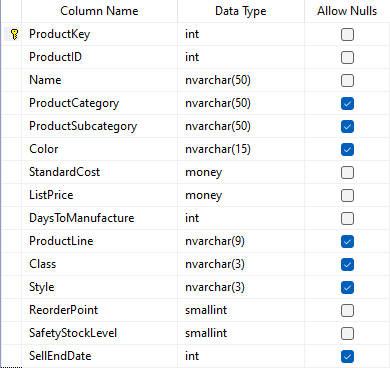 Column Name Data Type Allow Nulls
ProductKey int
ProductID int
Name nvarchar(50)
ProductCategory nvarchar(50)
ProductSubcategory nvarchar(50)
Color nvarchar(15)
StandardCost money
ListPrice money
DaysToManufacture int
ProductLine nvarchar(9)
Class nvarchar(3)
Style nvarchar(3)
ReorderPoint smallint
SafetyStockLevel smallint
SellEndDate int